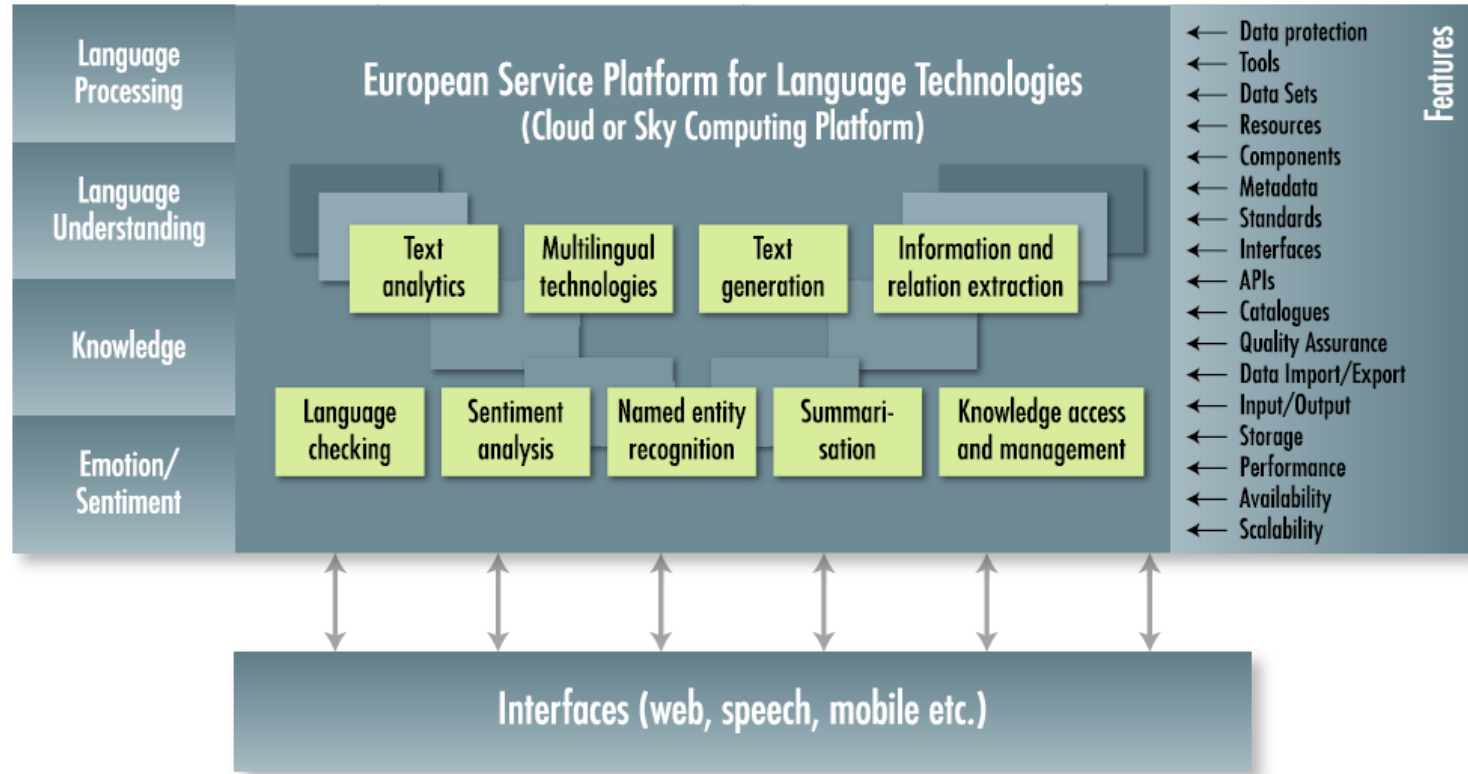 Language
Processing
Language
Understanding
Knowledge
Emotion/
Sentiment
European Service Platform for Language Technologies
(Cloud or Sky Computing Platform)
Text
analytics
Multilingual
technologies
Text
generation
Information and
relation extraction
Language
checking
Sentiment
analysis
Named entity
recognition
Summari-
sation
Knowledge access
and management
Features
Data protection
Tools
Data Sets
Resources
Components
Metadata
Standards
Interfaces
APIs
Catalogues
Quality Assurance
Data Import/Export
Input/Output
Storage
Performance
Availability
Scalability
Interfaces (web, speech, mobile etc.)